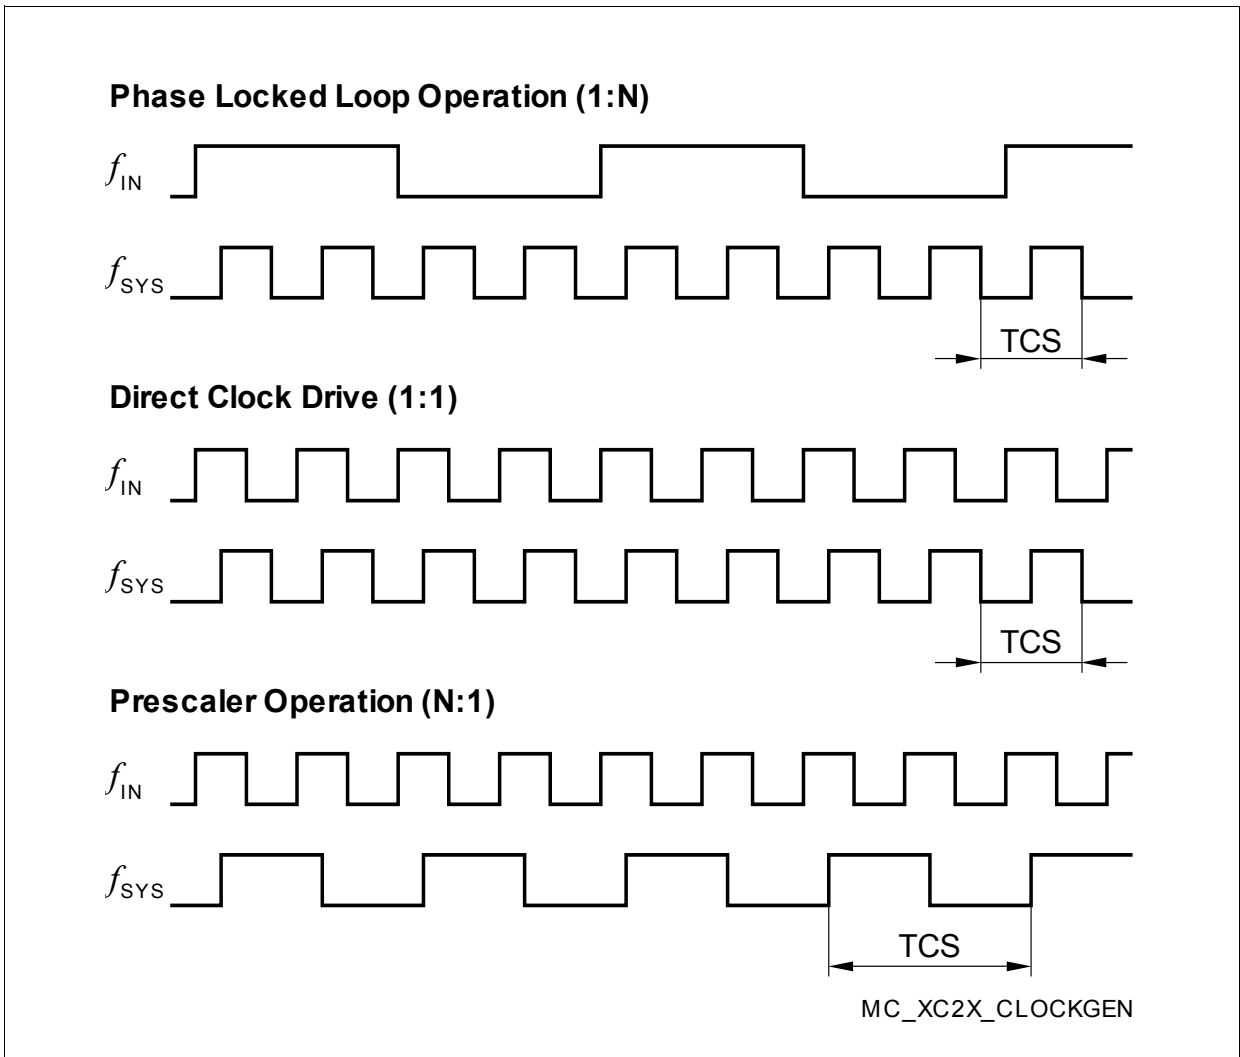 Phase Locked Loop Operation (1:N)
fIN
fSYS
TCS
Direct Clock Drive (1:1)
fIN
fSYS
TCS
Prescaler Operation (N:1)
fIN
fSYS
TCS
MC_XC2X_CLOCKGEN